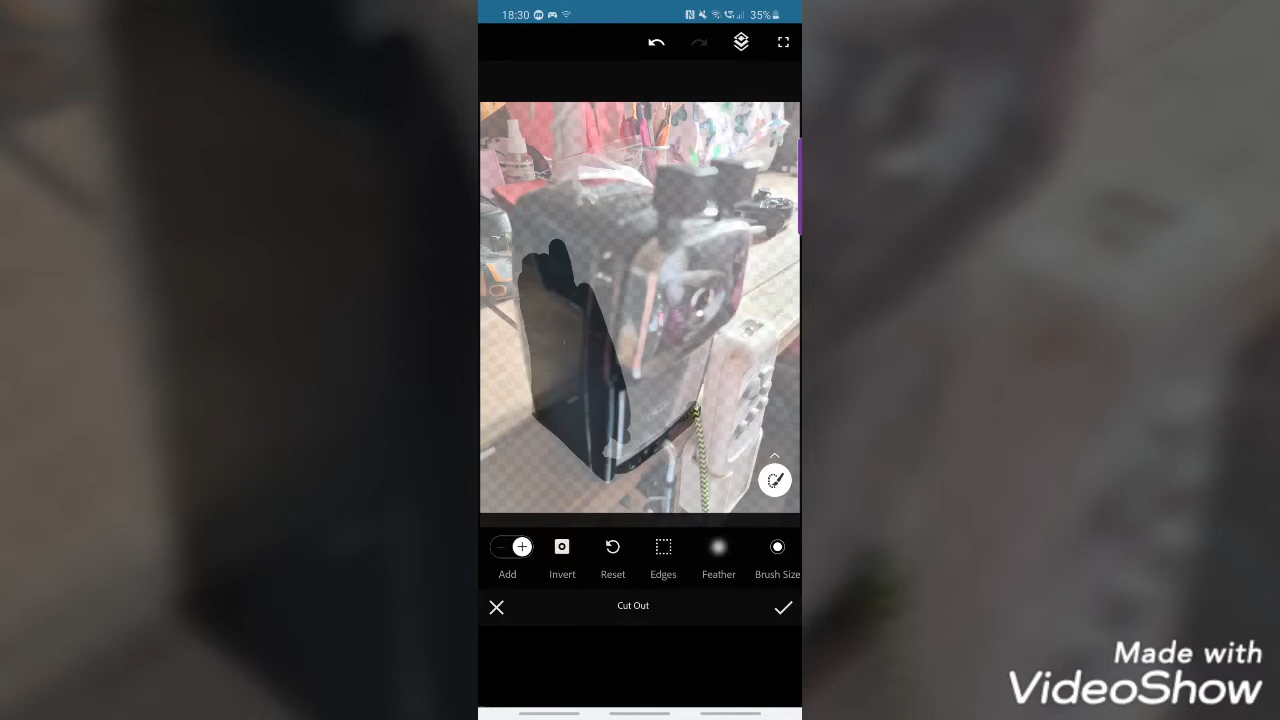 18:30
35%
Add
Invert
Reset
Edges
Feather
Brush Size
Cut Out
Made with
VideoShow